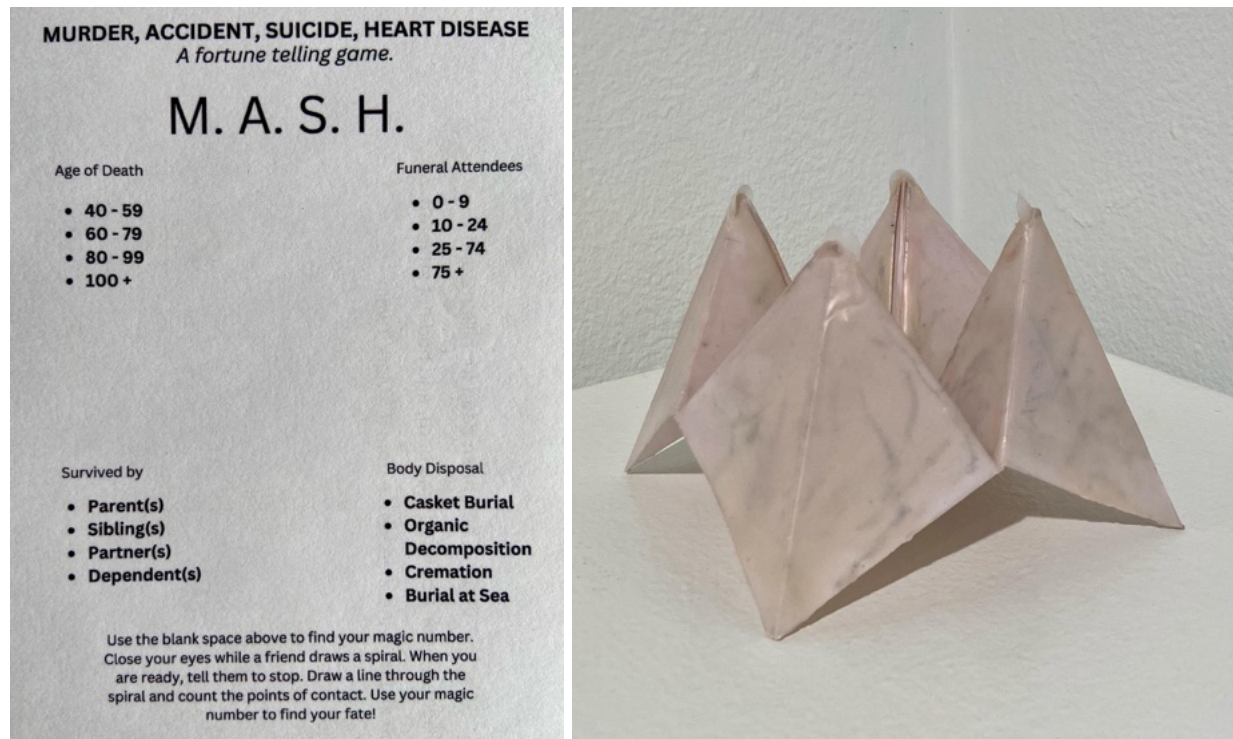 MURDER, ACCIDENT, SUICIDE, HEART DISEASE
A fortune telling game.
M. A. S. H.
Age of Death
• 40 - 59
• 60 - 79
• 80 - 99
• 100 +
Funeral Attendees
• 0 - 9
• 10 - 24
• 25 - 74
• 75 +
Survived by
• Parent(s)
• Sibling(s)
• Partner(s)
• Dependent(s)
Body Disposal
• Casket Burial
• Organic
Decomposition
• Cremation
• Burial at Sea
Use the blank space above to find your magic number.
Close your eyes while a friend draws a spiral. When you
are ready, tell them to stop. Draw a line through the
spiral and count the points of contact. Use your magic
number to find your fate!